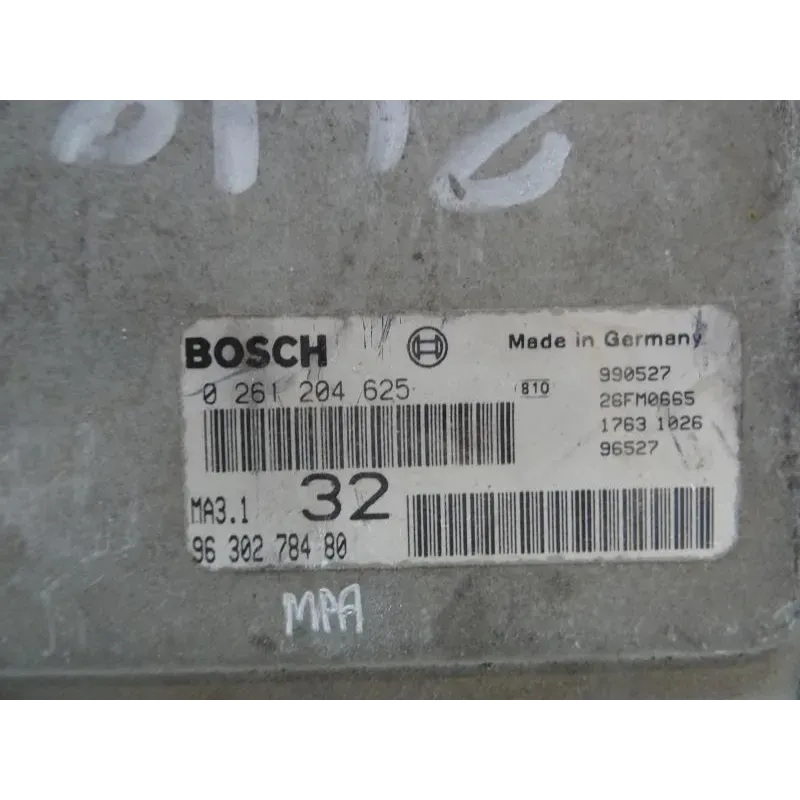 BOSCH Made in Germany
0 261 204 625 810 990527
26FM0665
1763 1026
96527
MA3.1 32
96 302 784 80
MPA